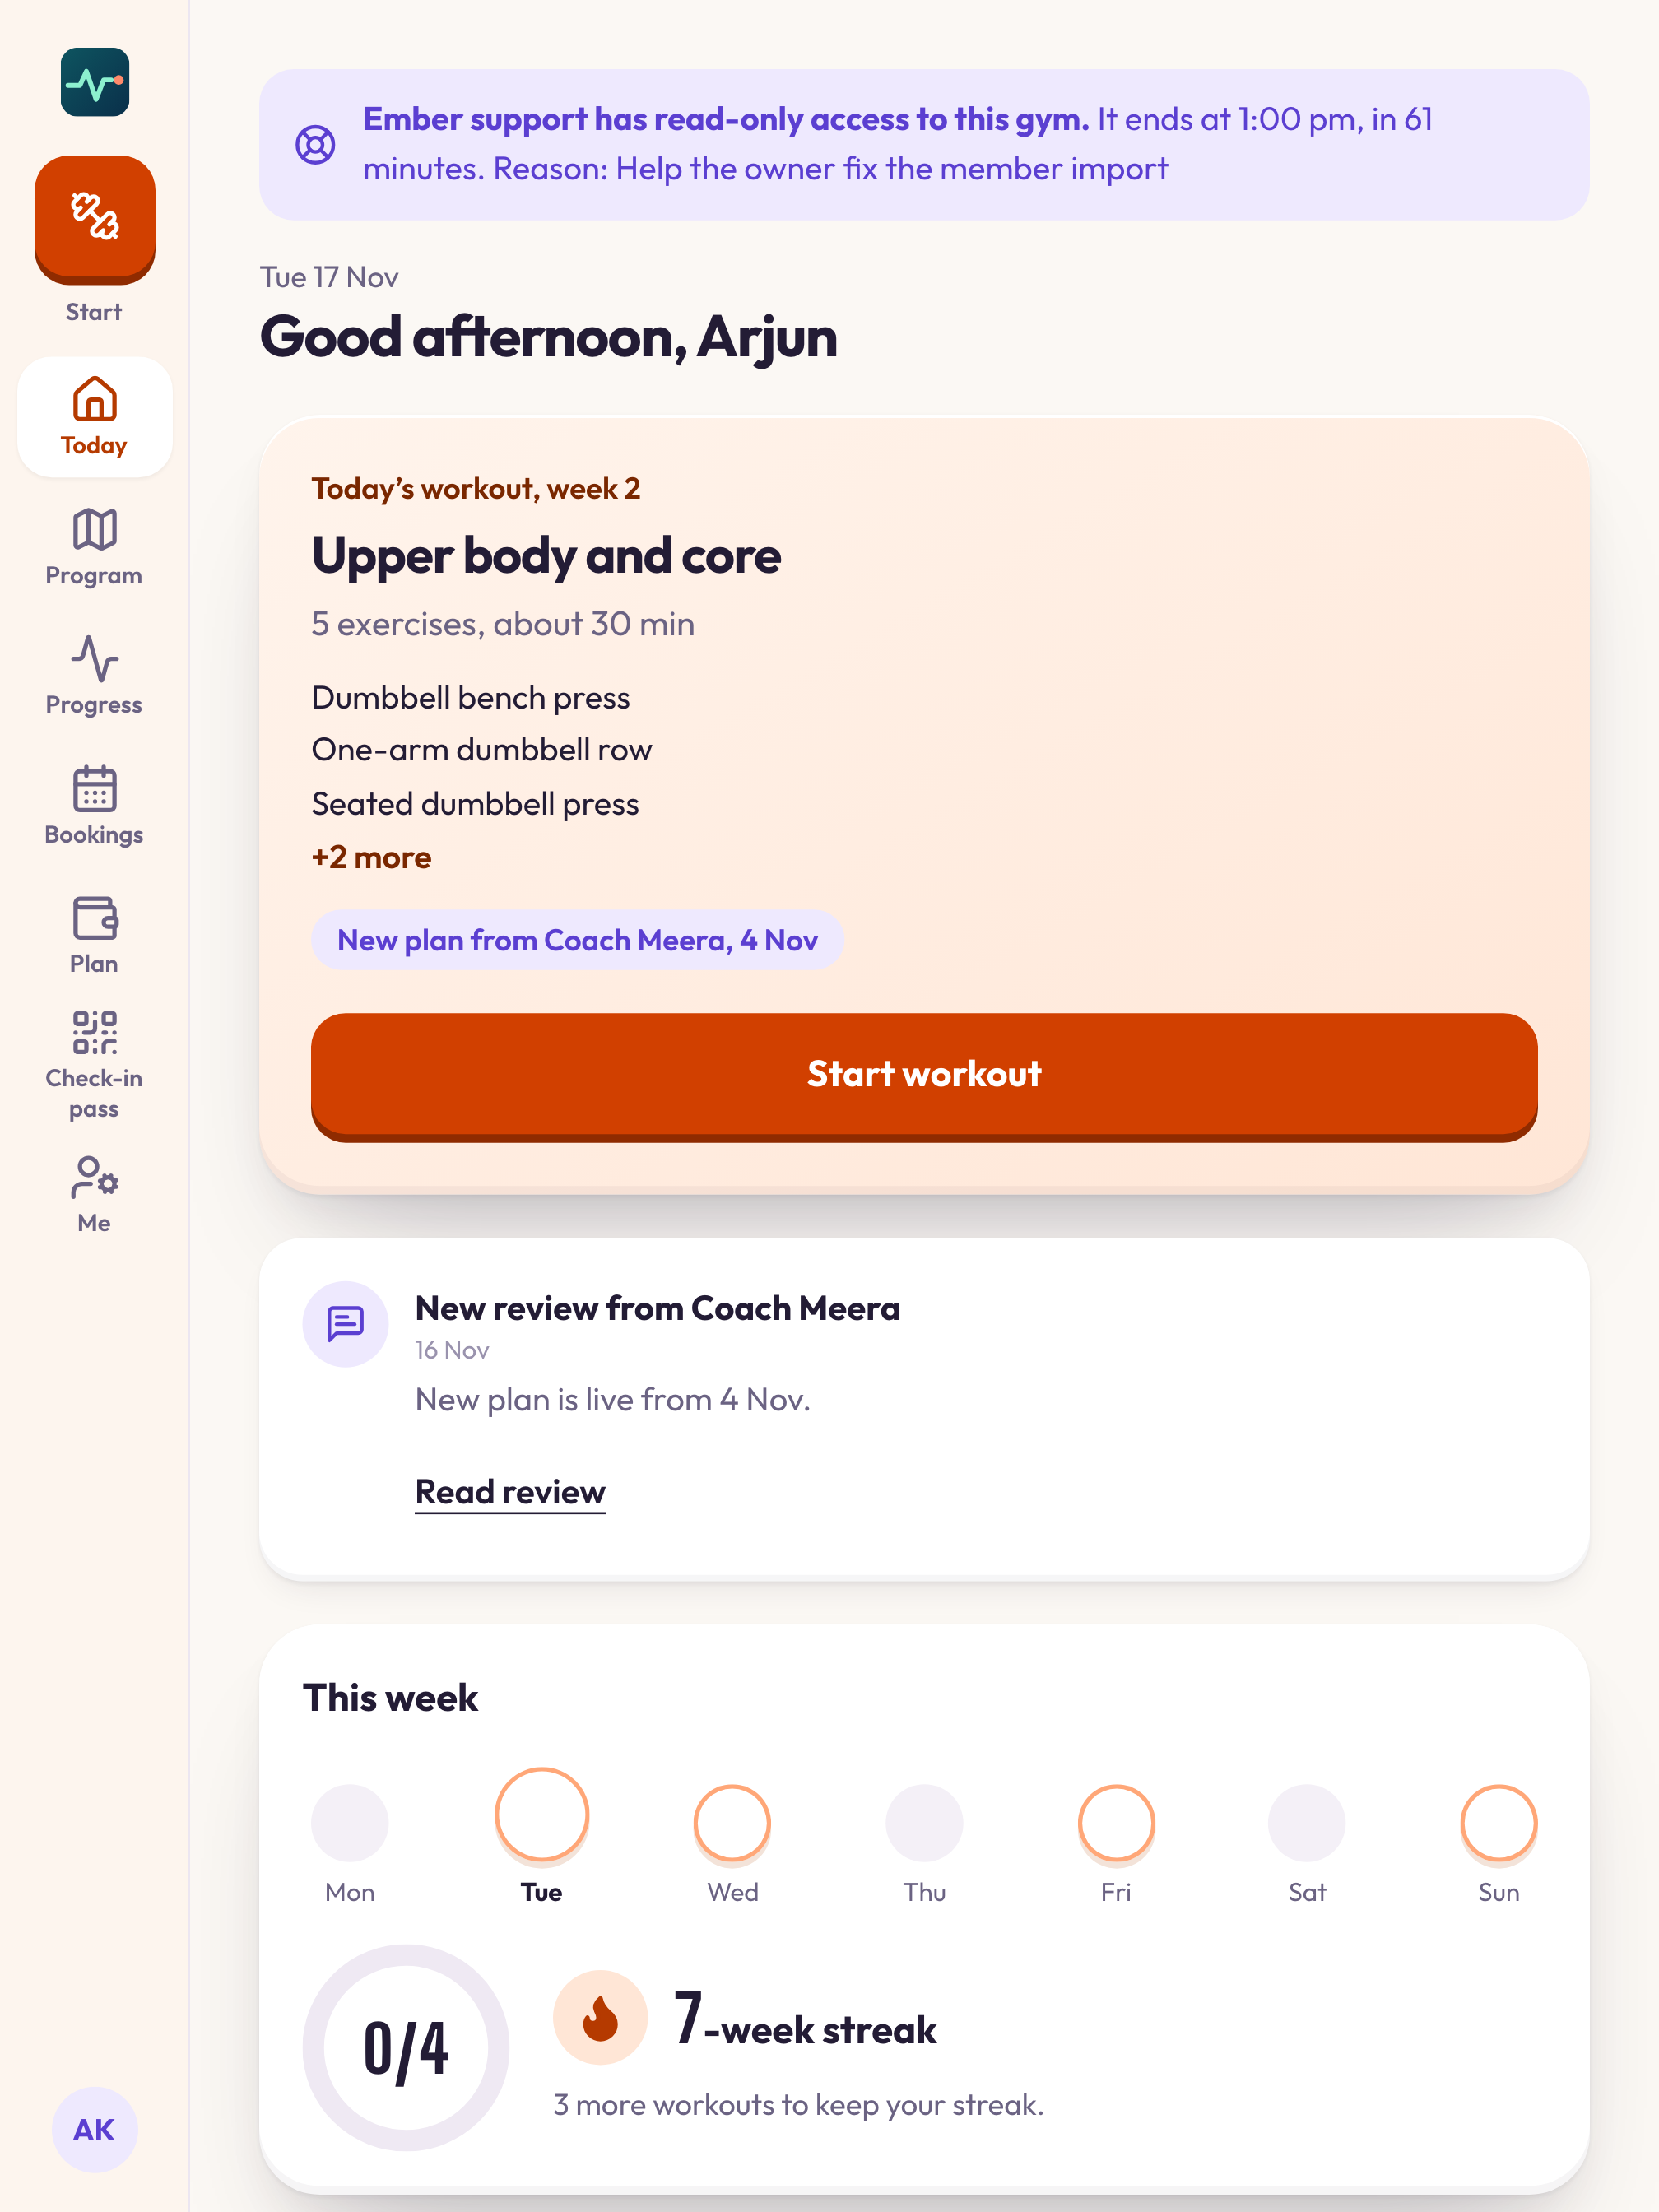 Ember support has read-only access to this gym. It ends at 1:00 pm, in 61
minutes. Reason: Help the owner fix the member import
Start
Today
Program
Progress
Bookings
Plan
Check-in
pass
Me
AK
Tue 17 Nov
Good afternoon, Arjun
Today’s workout, week 2
Upper body and core
5 exercises, about 30 min
Dumbbell bench press
One-arm dumbbell row
Seated dumbbell press
+2 more
New plan from Coach Meera, 4 Nov
Start workout
New review from Coach Meera
16 Nov
New plan is live from 4 Nov.
Read review
This week
Mon Tue Wed Thu Fri Sat Sun
0/4
7-week streak
3 more workouts to keep your streak.